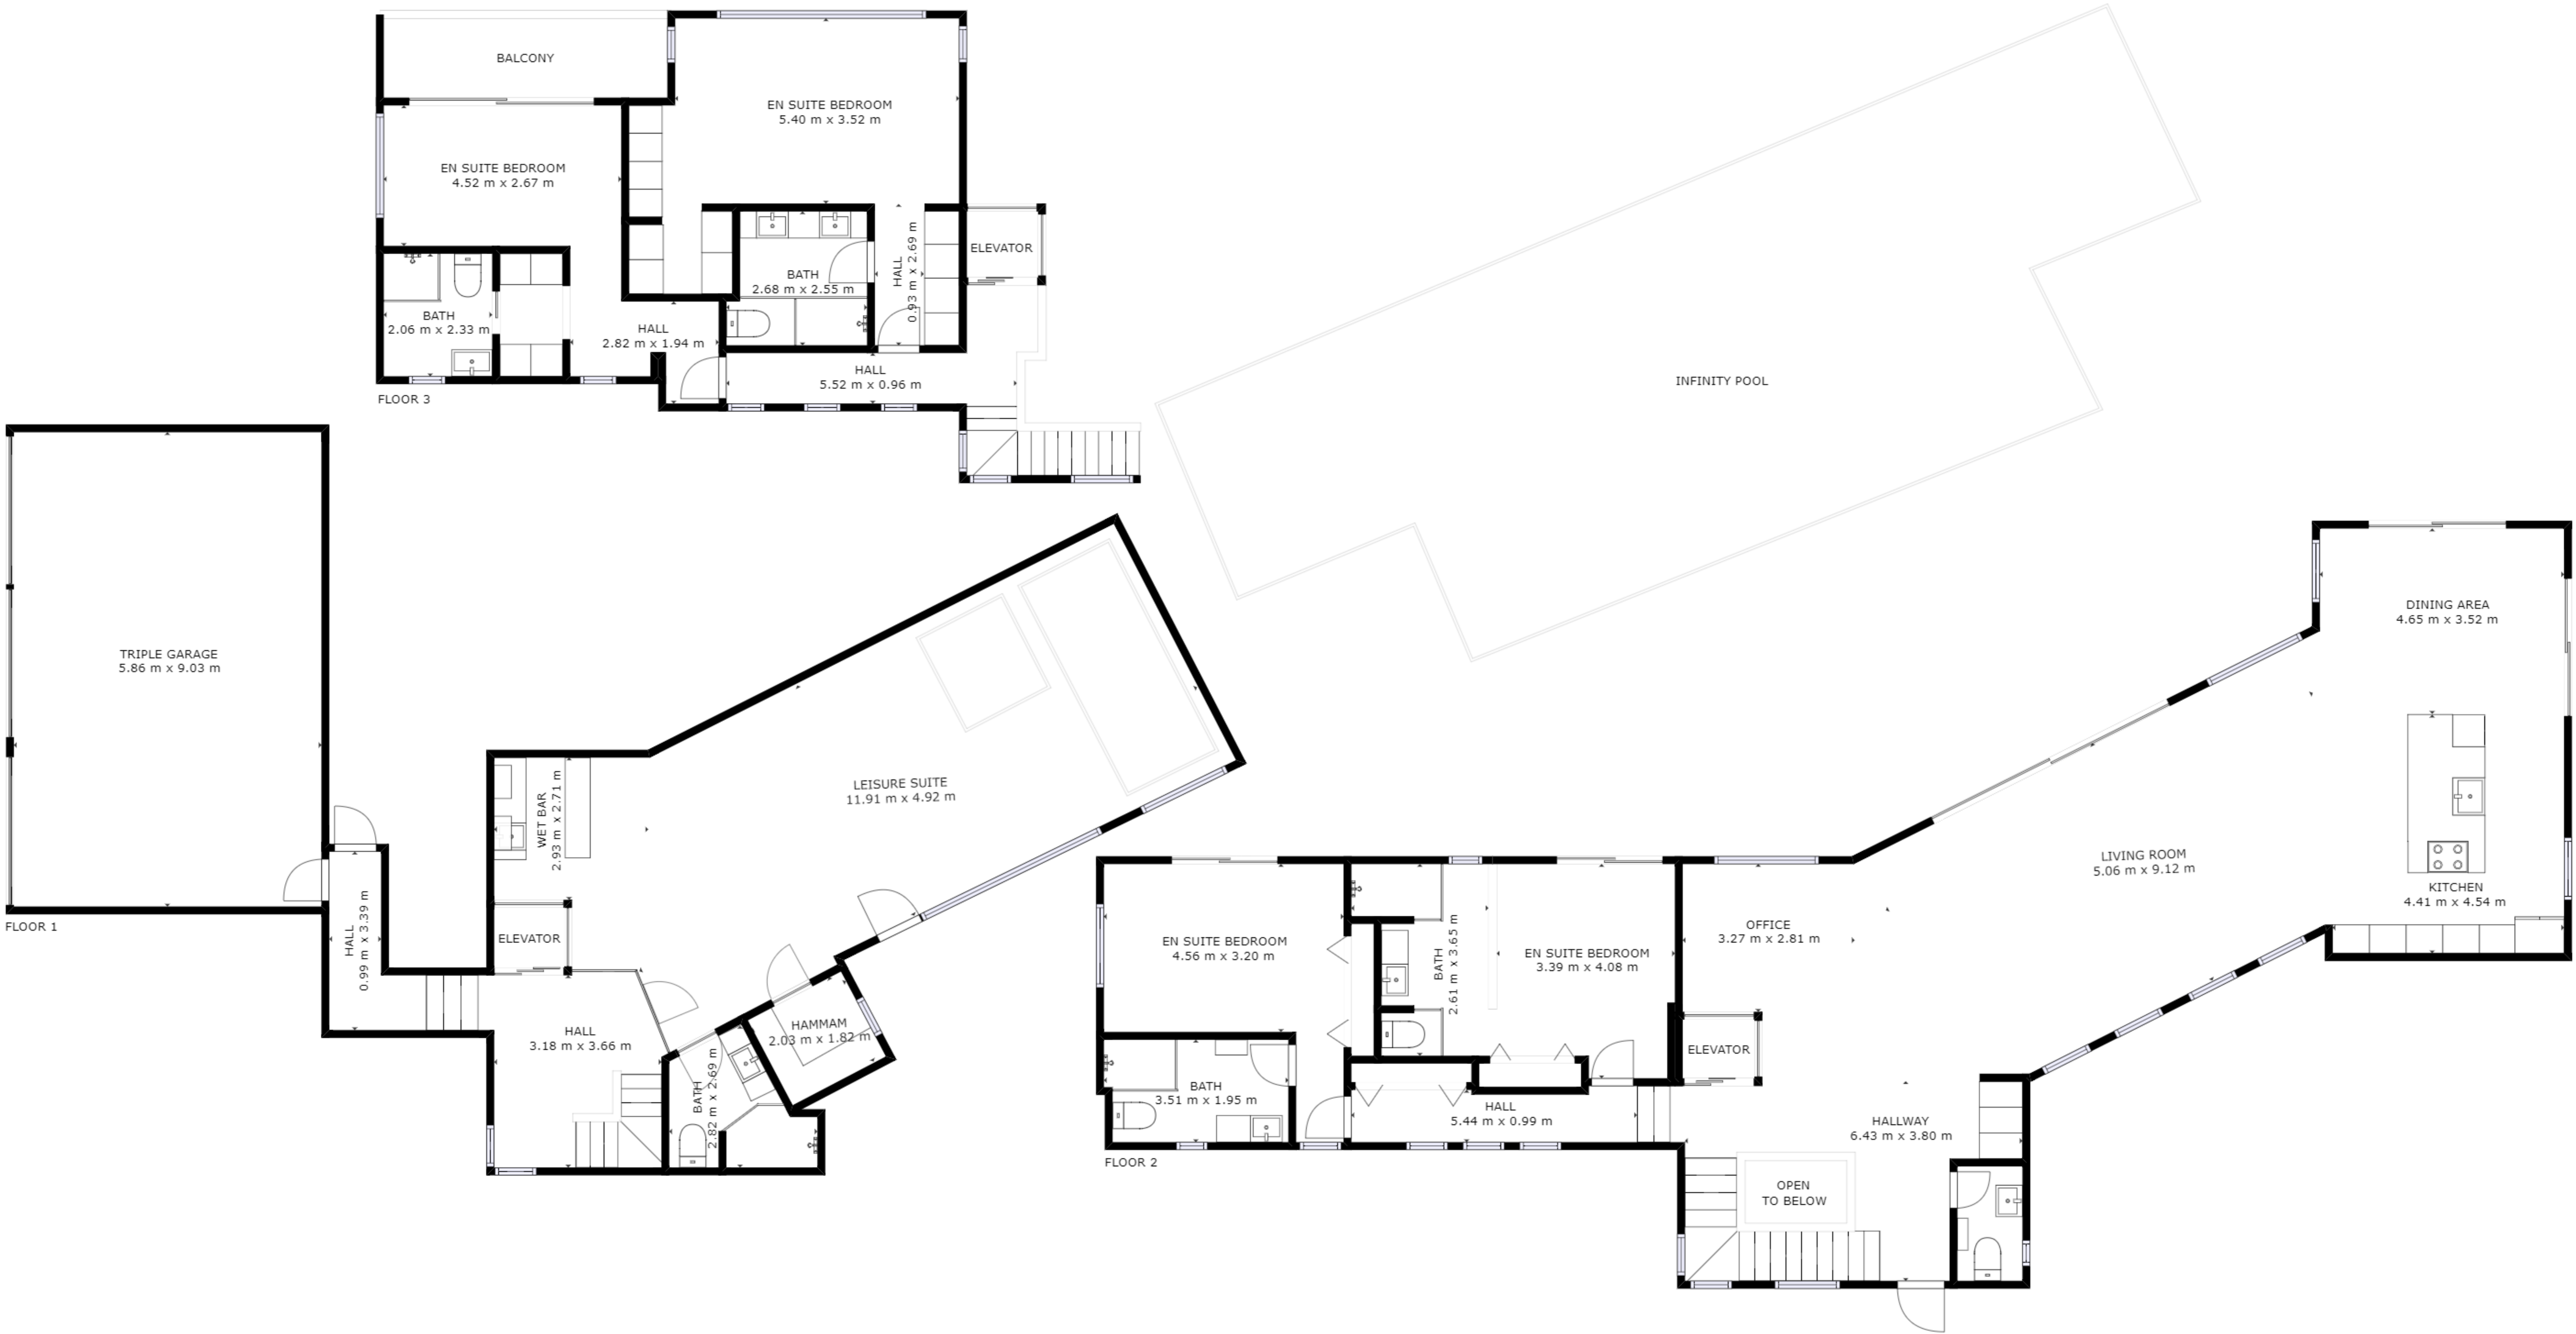 BALCONY
EN SUITE BEDROOM
5.40 m x 3.52 m
EN SUITE BEDROOM
4.52 m x 2.67 m
ELEVATOR
HALL
0.93 m x 2.69 m
BATH
2.68 m x 2.55 m
BATH
2.06 m x 2.33 m
HALL
2.82 m x 1.94 m
HALL
5.52 m x 0.96 m
FLOOR 3
INFINITY POOL
TRIPLE GARAGE
5.86 m x 9.03 m
LEISURE SUITE
11.91 m x 4.92 m
WET BAR
2.93 m x 2.71 m
HALL
0.99 m x 3.39 m
ELEVATOR
FLOOR 1
HALL
3.18 m x 3.66 m
HAMMAM
2.03 m x 1.82 m
BATH
2.82 m x 2.69 m
DINING AREA
4.65 m x 3.52 m
LIVING ROOM
5.06 m x 9.12 m
KITCHEN
4.41 m x 4.54 m
OFFICE
3.27 m x 2.81 m
EN SUITE BEDROOM
4.56 m x 3.20 m
BATH
2.61 m x 3.65 m
EN SUITE BEDROOM
3.39 m x 4.08 m
ELEVATOR
BATH
3.51 m x 1.95 m
HALL
5.44 m x 0.99 m
HALLWAY
6.43 m x 3.80 m
FLOOR 2
OPEN
TO BELOW